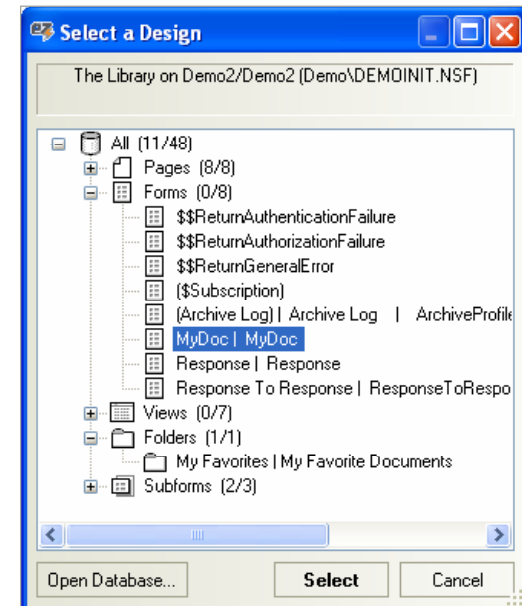 Select a Design
The Library on Demo2/Demo2 (Demo\DEMOINIT.NSF)
All (11/48)
Pages (8/8)
Forms (0/8)
$$ReturnAuthenticationFailure
$$ReturnAuthorizationFailure
$$ReturnGeneralError
($Subscription)
(Archive Log) | Archive Log | ArchiveProfile
MyDoc | MyDoc
Response | Response
Response To Response | ResponseToRespo
Views (0/7)
Folders (1/1)
My Favorites | My Favorite Documents
Subforms (2/3)
Open Database... Select Cancel